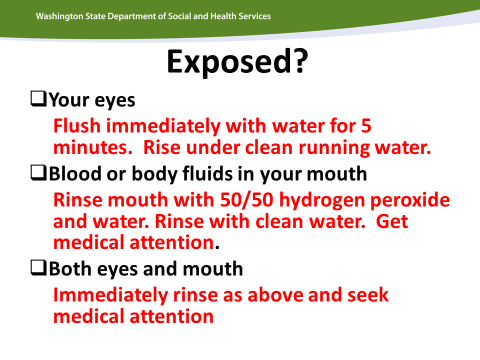 Washington State Department of Social and Health Services
Exposed?
❑Your eyes
Flush immediately with water for 5
minutes.  Rise under clean running water.
❑Blood or body fluids in your mouth
Rinse mouth with 50/50 hydrogen peroxide
and water. Rinse with clean water.  Get
medical attention.
❑Both eyes and mouth
Immediately rinse as above and seek
medical attention